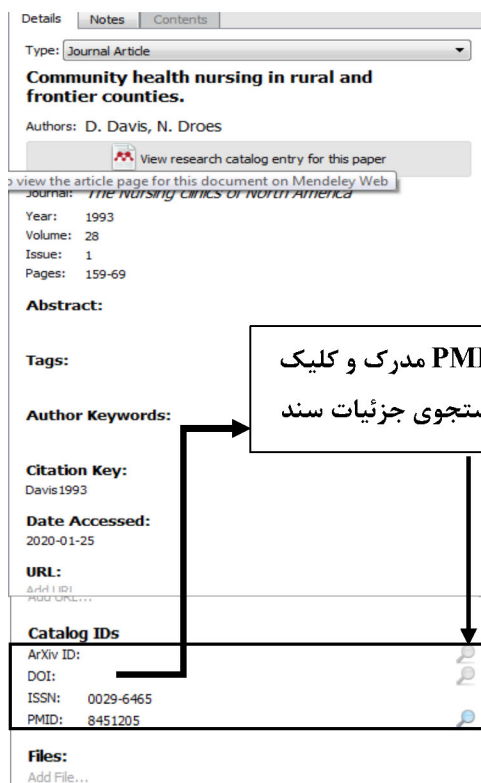 Details Notes Contents
Type: Journal Article
Community health nursing in rural and
frontier counties.
Authors: D. Davis, N. Droes
View research catalog entry for this paper
view the article page for this document on Mendeley Web
Journal: The Nursing Clinics of North America
Year: 1993
Volume: 28
Issue: 1
Pages: 159-69
Abstract:
Tags:
مدرک و کلیک
جزئیات سند
Author Keywords:
Citation Key:
Davis1993
Date Accessed:
2020-01-25
URL:
Add URL...
Catalog IDs
ArXiv ID:
DOI:
ISSN: 0029-6465
PMID: 8451205
Files:
Add File...